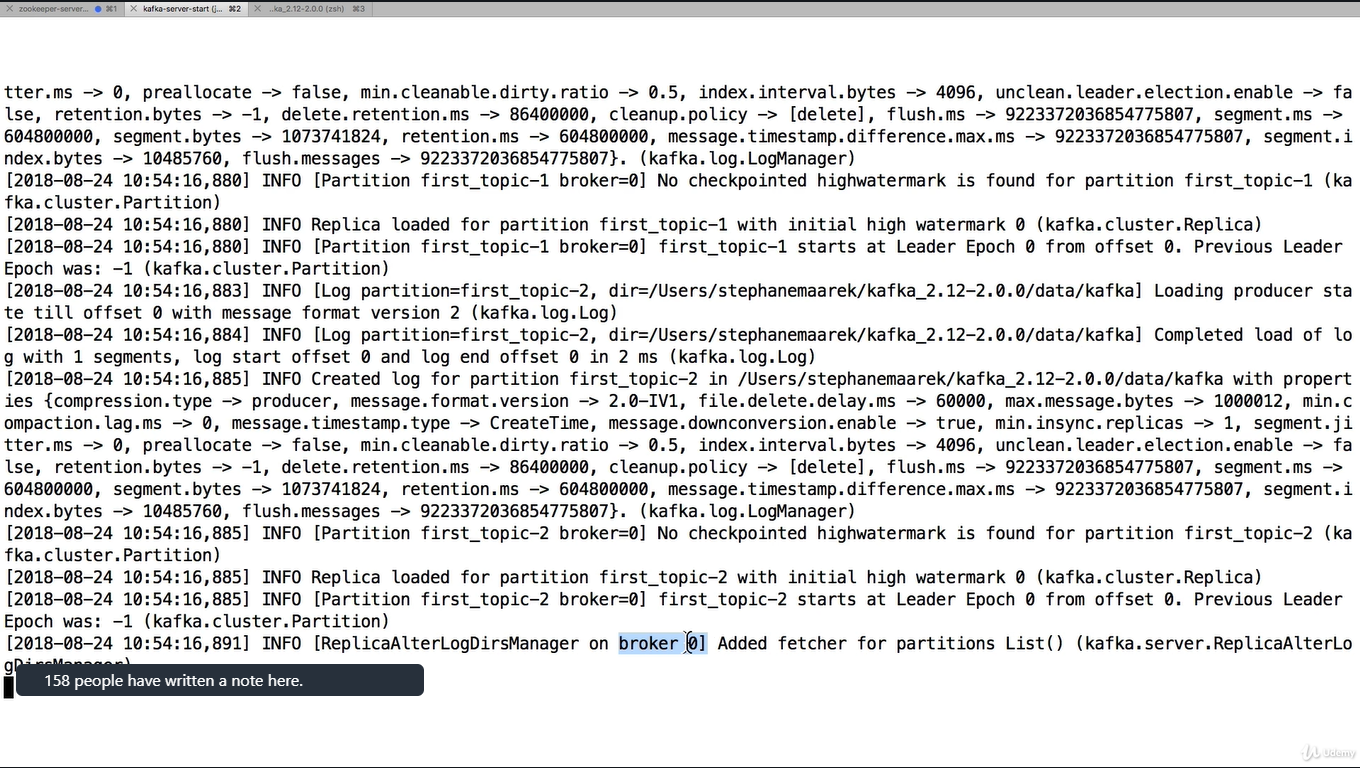 zookeeper-server... ⌘1 kafka-server-start (j... ⌘2 ..ka_2.12-2.0.0 (zsh) ⌘3
tter.ms -> 0, preallocate -> false, min.cleanable.dirty.ratio -> 0.5, index.interval.bytes -> 4096, unclean.leader.election.enable -> fa
lse, retention.bytes -> -1, delete.retention.ms -> 86400000, cleanup.policy -> [delete], flush.ms -> 9223372036854775807, segment.ms ->
604800000, segment.bytes -> 1073741824, retention.ms -> 604800000, message.timestamp.difference.max.ms -> 9223372036854775807, segment.i
ndex.bytes -> 10485760, flush.messages -> 9223372036854775807}. (kafka.log.LogManager)
[2018-08-24 10:54:16,880] INFO [Partition first_topic-1 broker=0] No checkpointed highwatermark is found for partition first_topic-1 (ka
fka.cluster.Partition)
[2018-08-24 10:54:16,880] INFO Replica loaded for partition first_topic-1 with initial high watermark 0 (kafka.cluster.Replica)
[2018-08-24 10:54:16,880] INFO [Partition first_topic-1 broker=0] first_topic-1 starts at Leader Epoch 0 from offset 0. Previous Leader
Epoch was: -1 (kafka.cluster.Partition)
[2018-08-24 10:54:16,883] INFO [Log partition=first_topic-2, dir=/Users/stephanemaarek/kafka_2.12-2.0.0/data/kafka] Loading producer sta
te till offset 0 with message format version 2 (kafka.log.Log)
[2018-08-24 10:54:16,884] INFO [Log partition=first_topic-2, dir=/Users/stephanemaarek/kafka_2.12-2.0.0/data/kafka] Completed load of lo
g with 1 segments, log start offset 0 and log end offset 0 in 2 ms (kafka.log.Log)
[2018-08-24 10:54:16,885] INFO Created log for partition first_topic-2 in /Users/stephanemaarek/kafka_2.12-2.0.0/data/kafka with propert
ies {compression.type -> producer, message.format.version -> 2.0-IV1, file.delete.delay.ms -> 60000, max.message.bytes -> 1000012, min.c
ompaction.lag.ms -> 0, message.timestamp.type -> CreateTime, message.downconversion.enable -> true, min.insync.replicas -> 1, segment.ji
tter.ms -> 0, preallocate -> false, min.cleanable.dirty.ratio -> 0.5, index.interval.bytes -> 4096, unclean.leader.election.enable -> fa
lse, retention.bytes -> -1, delete.retention.ms -> 86400000, cleanup.policy -> [delete], flush.ms -> 9223372036854775807, segment.ms ->
604800000, segment.bytes -> 1073741824, retention.ms -> 604800000, message.timestamp.difference.max.ms -> 9223372036854775807, segment.i
ndex.bytes -> 10485760, flush.messages -> 9223372036854775807}. (kafka.log.LogManager)
[2018-08-24 10:54:16,885] INFO [Partition first_topic-2 broker=0] No checkpointed highwatermark is found for partition first_topic-2 (ka
fka.cluster.Partition)
[2018-08-24 10:54:16,885] INFO Replica loaded for partition first_topic-2 with initial high watermark 0 (kafka.cluster.Replica)
[2018-08-24 10:54:16,885] INFO [Partition first_topic-2 broker=0] first_topic-2 starts at Leader Epoch 0 from offset 0. Previous Leader
Epoch was: -1 (kafka.cluster.Partition)
[2018-08-24 10:54:16,891] INFO [ReplicaAlterLogDirsManager on broker 0] Added fetcher for partitions List() (kafka.server.ReplicaAlterLo
gDirsManager)
158 people have written a note here.
Udemy